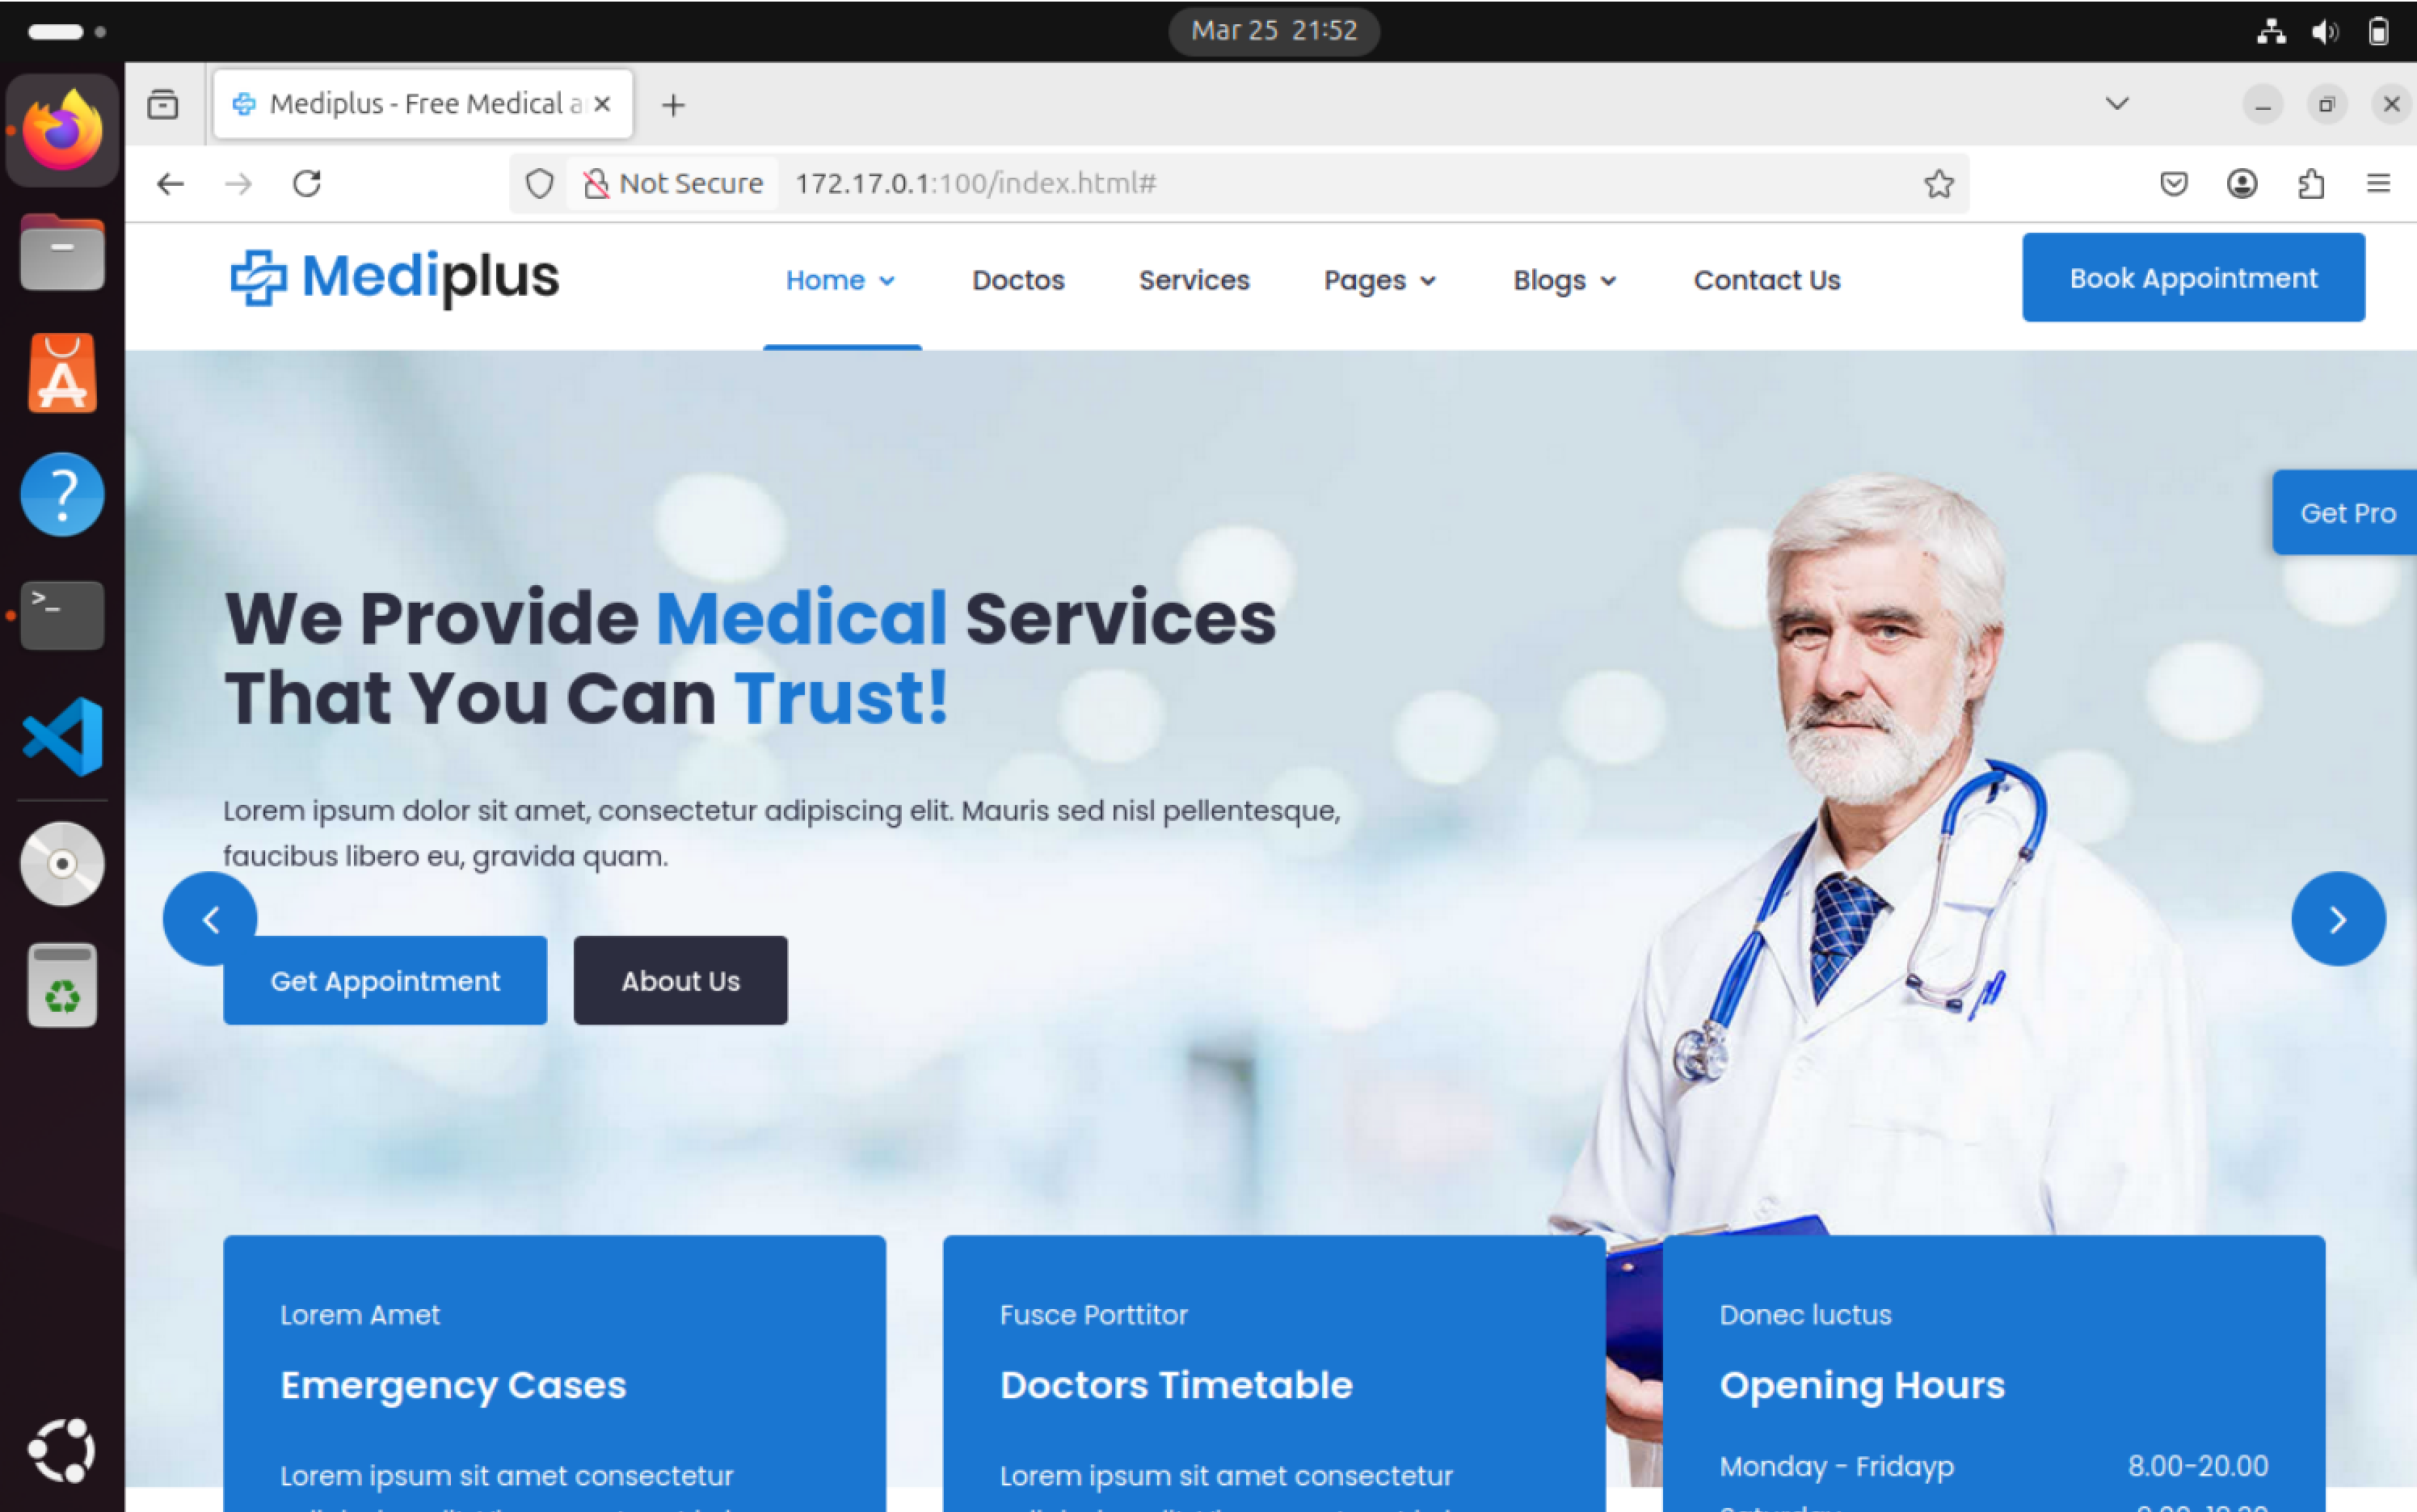 Mar 25 21:52
Mediplus - Free Medical a
Not Secure 172.17.0.1:100/index.html#
Mediplus Home Doctos Services Pages Blogs Contact Us Book Appointment
Get Pro
We Provide Medical Services
That You Can Trust!
Lorem ipsum dolor sit amet, consectetur adipiscing elit. Mauris sed nisl pellentesque,
faucibus libero eu, gravida quam.
Get Appointment About Us
Lorem Amet
Emergency Cases
Lorem ipsum sit amet consectetur
Fusce Porttitor
Doctors Timetable
Lorem ipsum sit amet consectetur
Donec luctus
Opening Hours
Monday - Fridayp 8.00-20.00